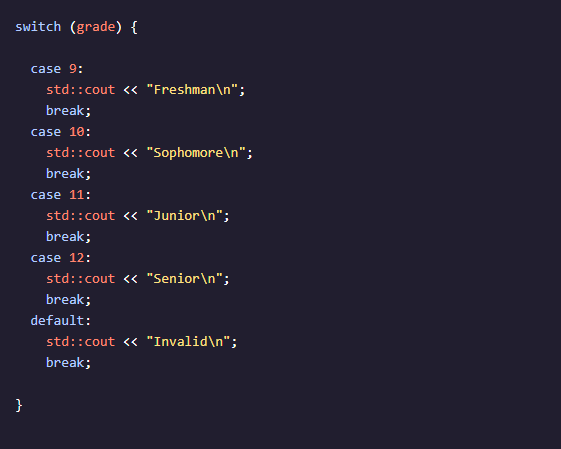 switch (grade) {
  case 9:
    std::cout << "Freshman\n";
    break;
  case 10:
    std::cout << "Sophomore\n";
    break;
  case 11:
    std::cout << "Junior\n";
    break;
  case 12:
    std::cout << "Senior\n";
    break;
  default:
    std::cout << "Invalid\n";
    break;
}